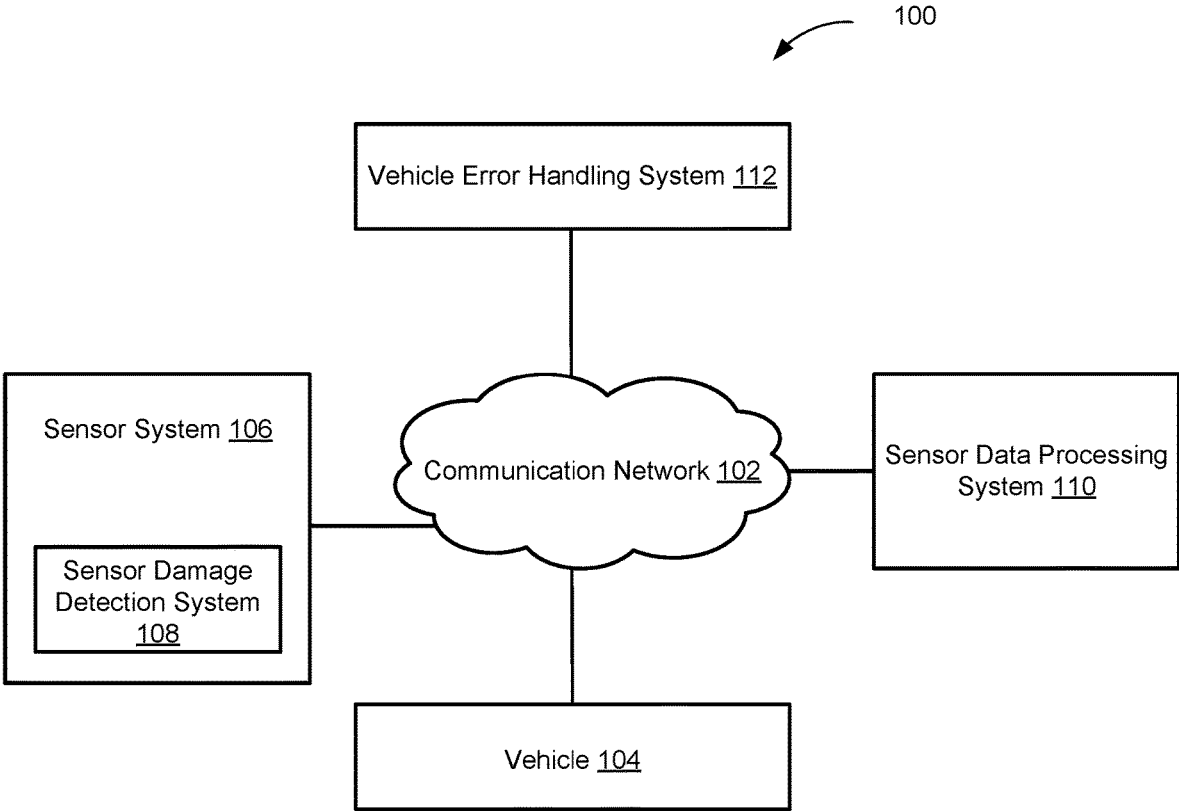 100
Vehicle Error Handling System 112
Sensor System 106
Communication Network 102
Sensor Data Processing
System 110
Sensor Damage
Detection System
108
Vehicle 104